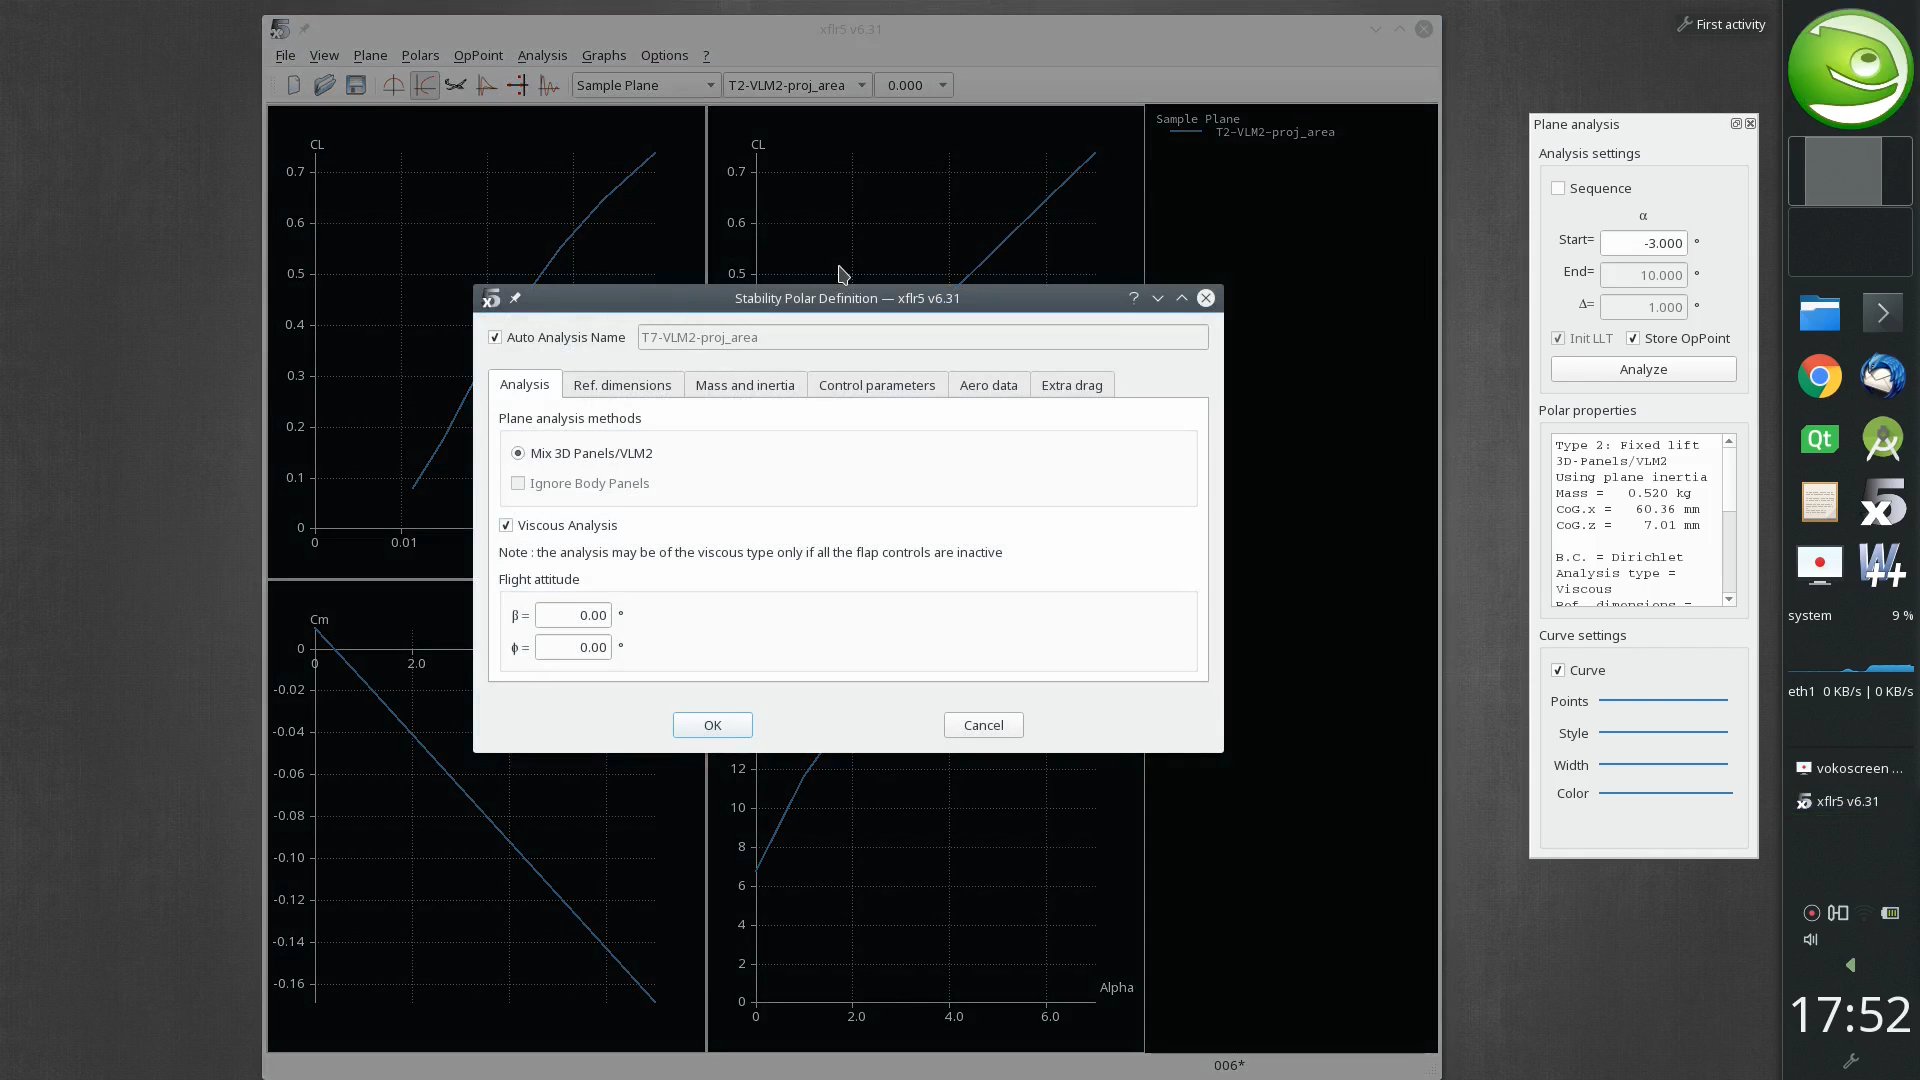 xflr5 v6.31
First activity
File View Plane Polars OpPoint Analysis Graphs Options ?
Sample Plane T2-VLM2-proj_area 0.000
CL
0.7
0.6
0.5
0.4
0.3
0.2
0.1
0
0 0.01
CL
0.7
0.6
0.5
Sample Plane
T2-VLM2-proj_area
Stability Polar Definition — xflr5 v6.31
Auto Analysis Name T7-VLM2-proj_area
Analysis Ref. dimensions Mass and inertia Control parameters Aero data Extra drag
Plane analysis methods
Mix 3D Panels/VLM2
Ignore Body Panels
Viscous Analysis
Note : the analysis may be of the viscous type only if all the flap controls are inactive
Flight attitude
β = 0.00 °
ϕ = 0.00 °
OK Cancel
Cm
0
0 2.0
-0.02
-0.04
-0.06
-0.08
-0.10
-0.12
-0.14
-0.16
12
10
8
6
4
2
0
Alpha
0 2.0 4.0 6.0
006*
Plane analysis
Analysis settings
Sequence
α
Start= -3.000 °
End= 10.000 °
Δ= 1.000 °
Init LLT Store OpPoint
Analyze
Polar properties
Type 2: Fixed lift
3D-Panels/VLM2
Using plane inertia
Mass = 0.520 kg
CoG.x = 60.36 mm
CoG.z = 7.01 mm
B.C. = Dirichlet
Analysis type =
Viscous
Ref. dimensions =
Curve settings
Curve
Points
Style
Width
Color
Qt
x5
W++
system 9 %
eth1 0 KB/s | 0 KB/s
vokoscreen ...
xflr5 v6.31
17:52